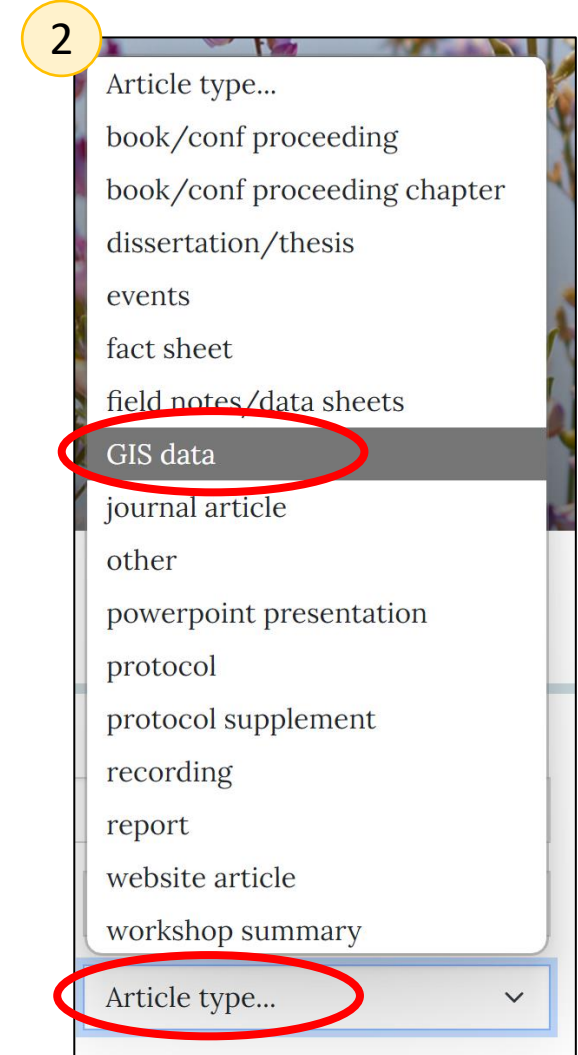 2
Article type...
book/conf proceeding
book/conf proceeding chapter
dissertation/thesis
events
fact sheet
field notes/data sheets
GIS data
journal article
other
powerpoint presentation
protocol
protocol supplement
recording
report
website article
workshop summary
Article type...